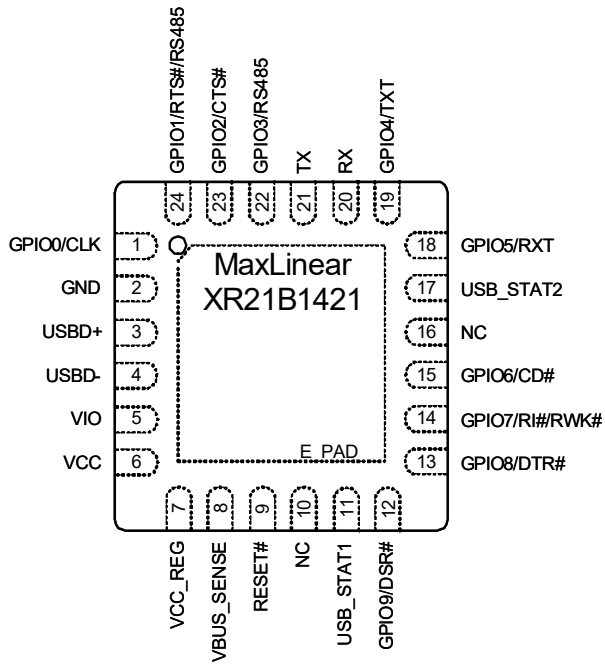 GPIO1/RTS#/RS485
GPIO2/CTS#
GPIO3/RS485
TX
RX
GPIO4/TXT
24
23
22
21
20
19
GPIO0/CLK 1
GND 2
USBD+ 3
USBD- 4
VIO 5
VCC 6
MaxLinear
XR21B1421
E_PAD
18 GPIO5/RXT
17 USB_STAT2
16 NC
15 GPIO6/CD#
14 GPIO7/RI#/RWK#
13 GPIO8/DTR#
7
8
9
10
11
12
VCC_REG
VBUS_SENSE
RESET#
NC
USB_STAT1
GPIO9/DSR#